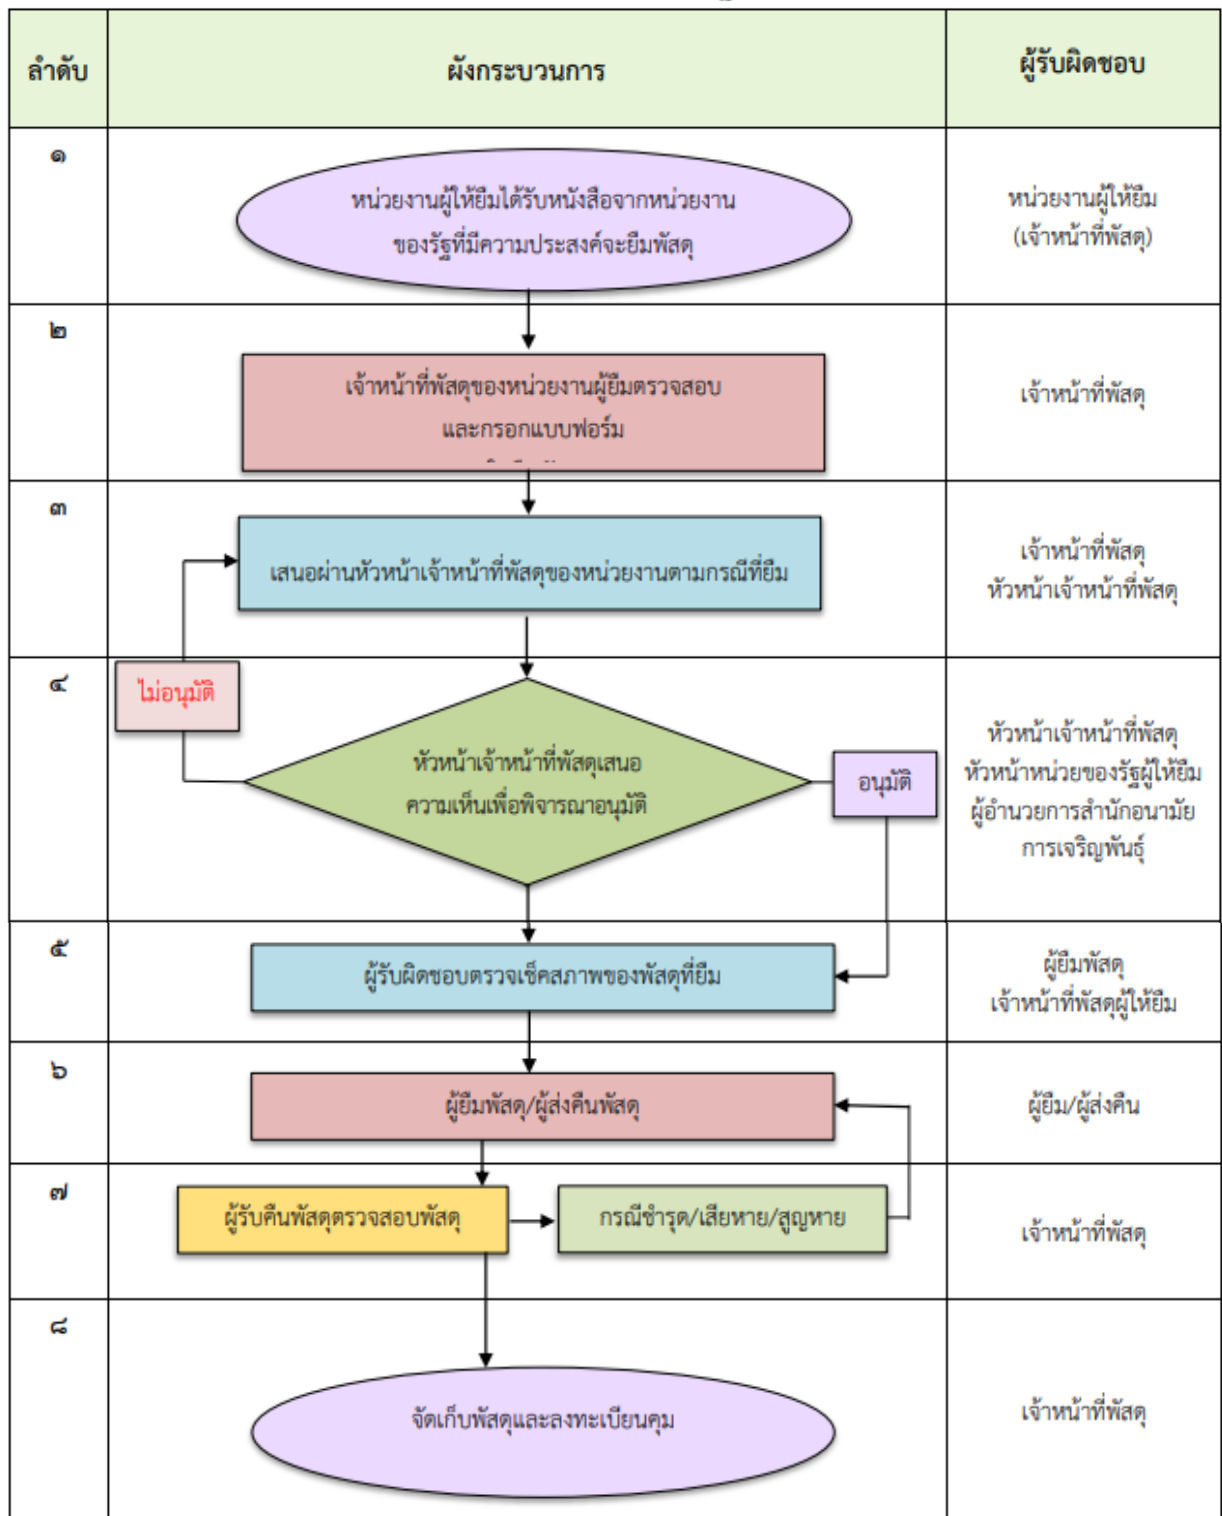 ลำดับ
ผังกระบวนการ
ผู้รับผิดชอบ
๑
หน่วยงานผู้ให้ยืมได้รับหนังสือจากหน่วยงาน
ของรัฐที่มีความประสงค์จะยืมพัสดุ
หน่วยงานผู้ให้ยืม
(เจ้าหน้าที่พัสดุ)
๒
เจ้าหน้าที่พัสดุของหน่วยงานผู้ยืมตรวจสอบ
และกรอกแบบฟอร์ม
เจ้าหน้าที่พัสดุ
๓
เสนอผ่านหัวหน้าเจ้าหน้าที่พัสดุของหน่วยงานตามกรณีที่ยืม
เจ้าหน้าที่พัสดุ
หัวหน้าเจ้าหน้าที่พัสดุ
๔
ไม่อนุมัติ
หัวหน้าเจ้าหน้าที่พัสดุเสนอ
ความเห็นเพื่อพิจารณาอนุมัติ
อนุมัติ
หัวหน้าเจ้าหน้าที่พัสดุ
หัวหน้าหน่วยของรัฐผู้ให้ยืม
ผู้อำนวยการสำนักอนามัย
การเจริญพันธุ์
๕
ผู้รับผิดชอบตรวจเช็คสภาพของพัสดุที่ยืม
ผู้ยืมพัสดุ
เจ้าหน้าที่พัสดุผู้ให้ยืม
๖
ผู้ยืมพัสดุ/ผู้ส่งคืนพัสดุ
ผู้ยืม/ผู้ส่งคืน
๗
ผู้รับคืนพัสดุตรวจสอบพัสดุ
กรณีชำรุด/เสียหาย/สูญหาย
เจ้าหน้าที่พัสดุ
๘
จัดเก็บพัสดุและลงทะเบียนคุม
เจ้าหน้าที่พัสดุ